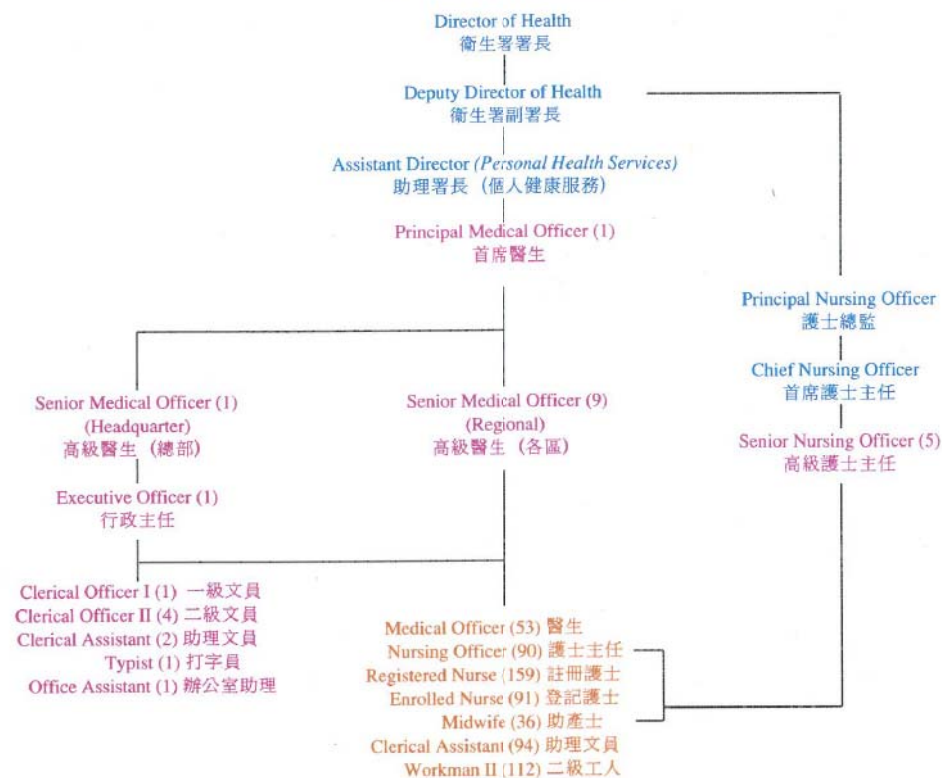 Director of Health
衞生署署長
Deputy Director of Health
衞生署副署長
Assistant Director (Personal Health Services)
助理署長（個人健康服務）
Principal Medical Officer (1)
首席醫生
Principal Nursing Officer
護士總監
Chief Nursing Officer
首席護士主任
Senior Nursing Officer (5)
高級護士主任
Senior Medical Officer (1)
(Headquarter)
高級醫生（總部）
Senior Medical Officer (9)
(Regional)
高級醫生（各區）
Executive Officer (1)
行政主任
Clerical Officer I (1) 一級文員
Clerical Officer II (4) 二級文員
Clerical Assistant (2) 助理文員
Typist (1) 打字員
Office Assistant (1) 辦公室助理
Medical Officer (53) 醫生
Nursing Officer (90) 護士主任
Registered Nurse (159) 註冊護士
Enrolled Nurse (91) 登記護士
Midwife (36) 助產士
Clerical Assistant (94) 助理文員
Workman II (112) 二級工人